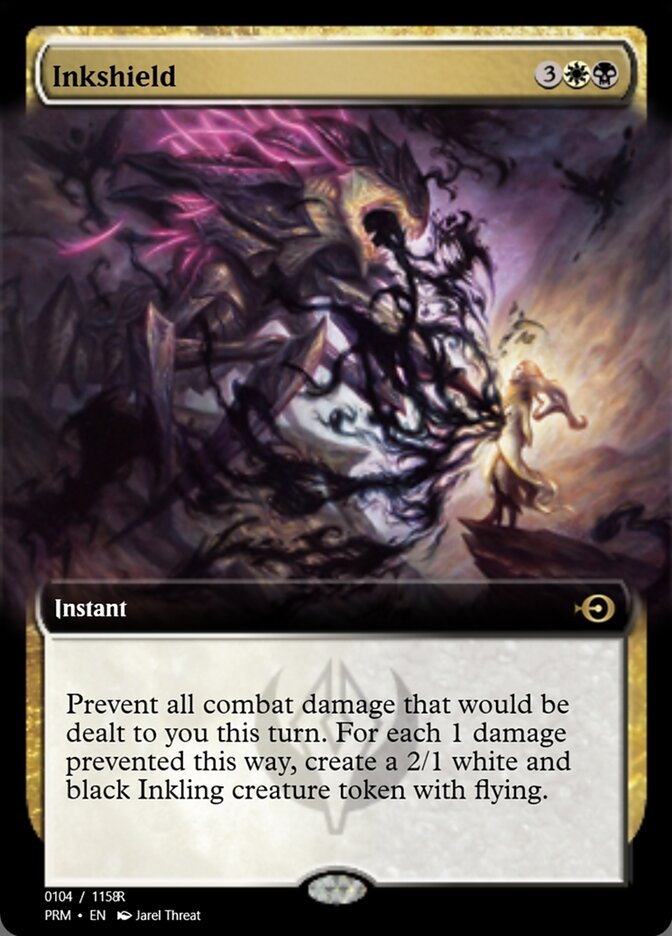 Inkshield
3
Instant
Prevent all combat damage that would be
dealt to you this turn. For each 1 damage
prevented this way, create a 2/1 white and
black Inkling creature token with flying.
0104 / 1158R
PRM • EN Jarel Threat